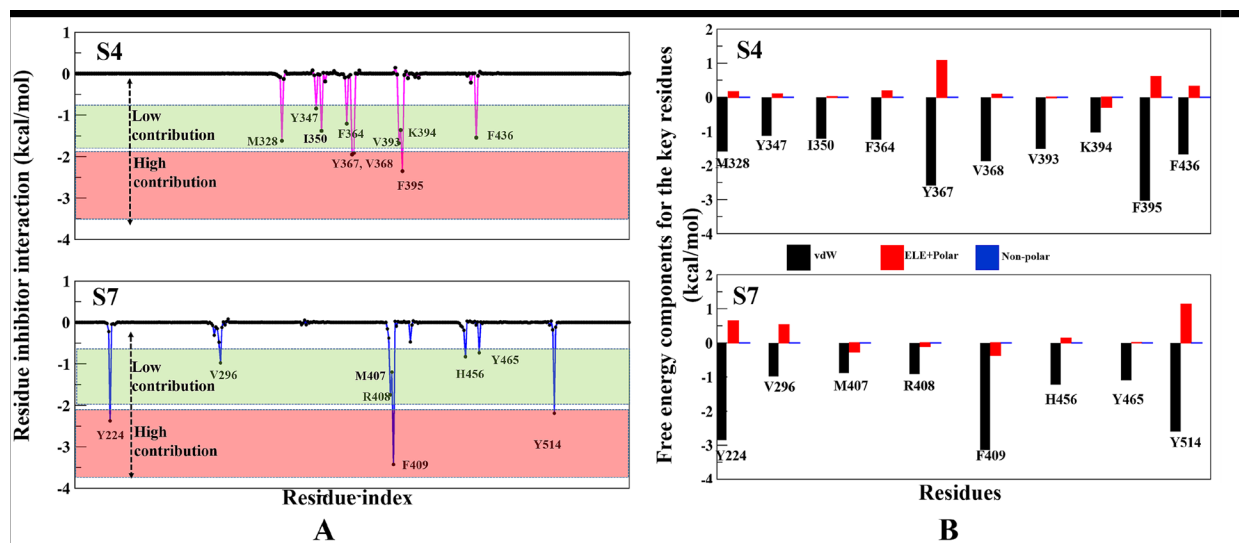 S4
Residue inhibitor interaction (kcal/mol)
1
0
-1
-2
-3
-4
Low
contribution
High
contribution
M328
Y347
I350
F364
Y367, V368
V393
K394
F395
F436
S7
2
1
0
-1
-2
-3
-4
Low
contribution
High
contribution
Y224
V296
M407
R408
F409
H456
Y465
Y514
Residue-index
A
Free energy components for the key residues
(kcal/mol)
S4
2
1
0
-1
-2
-3
-4
M328
Y347
I350
F364
Y367
V368
V393
K394
F395
F436
vdW
ELE+Polar
Non-polar
S7
2
1
0
-1
-2
-3
-4
Y224
V296
M407
R408
F409
H456
Y465
Y514
Residues
B